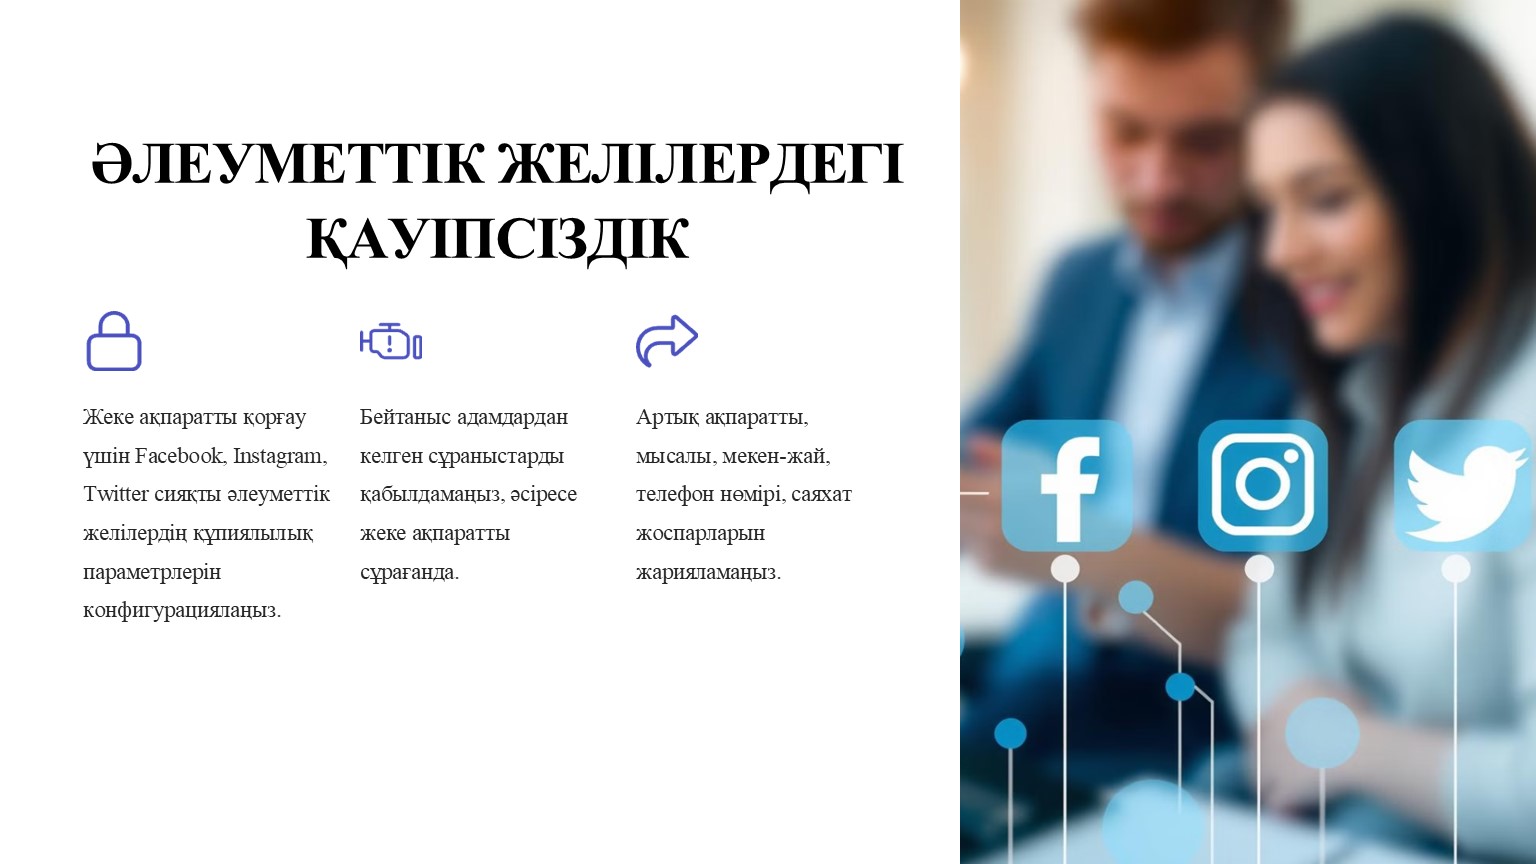 ӘЛЕУМЕТТІК ЖЕЛІЛЕРДЕГІ
ҚАУІПСІЗДІК
Жеке ақпаратты қорғау
үшін Facebook, Instagram,
Twitter сияқты әлеуметтік
желілердің құпиялылық
параметрлерін
конфигурациялаңыз.
Бейтаныс адамдардан
келген сұраныстарды
қабылдамаңыз, әсіресе
жеке ақпаратты
сұрағанда.
Артық ақпаратты,
мысалы, мекен-жай,
телефон нөмірі, саяхат
жоспарларын
жарияламаңыз.